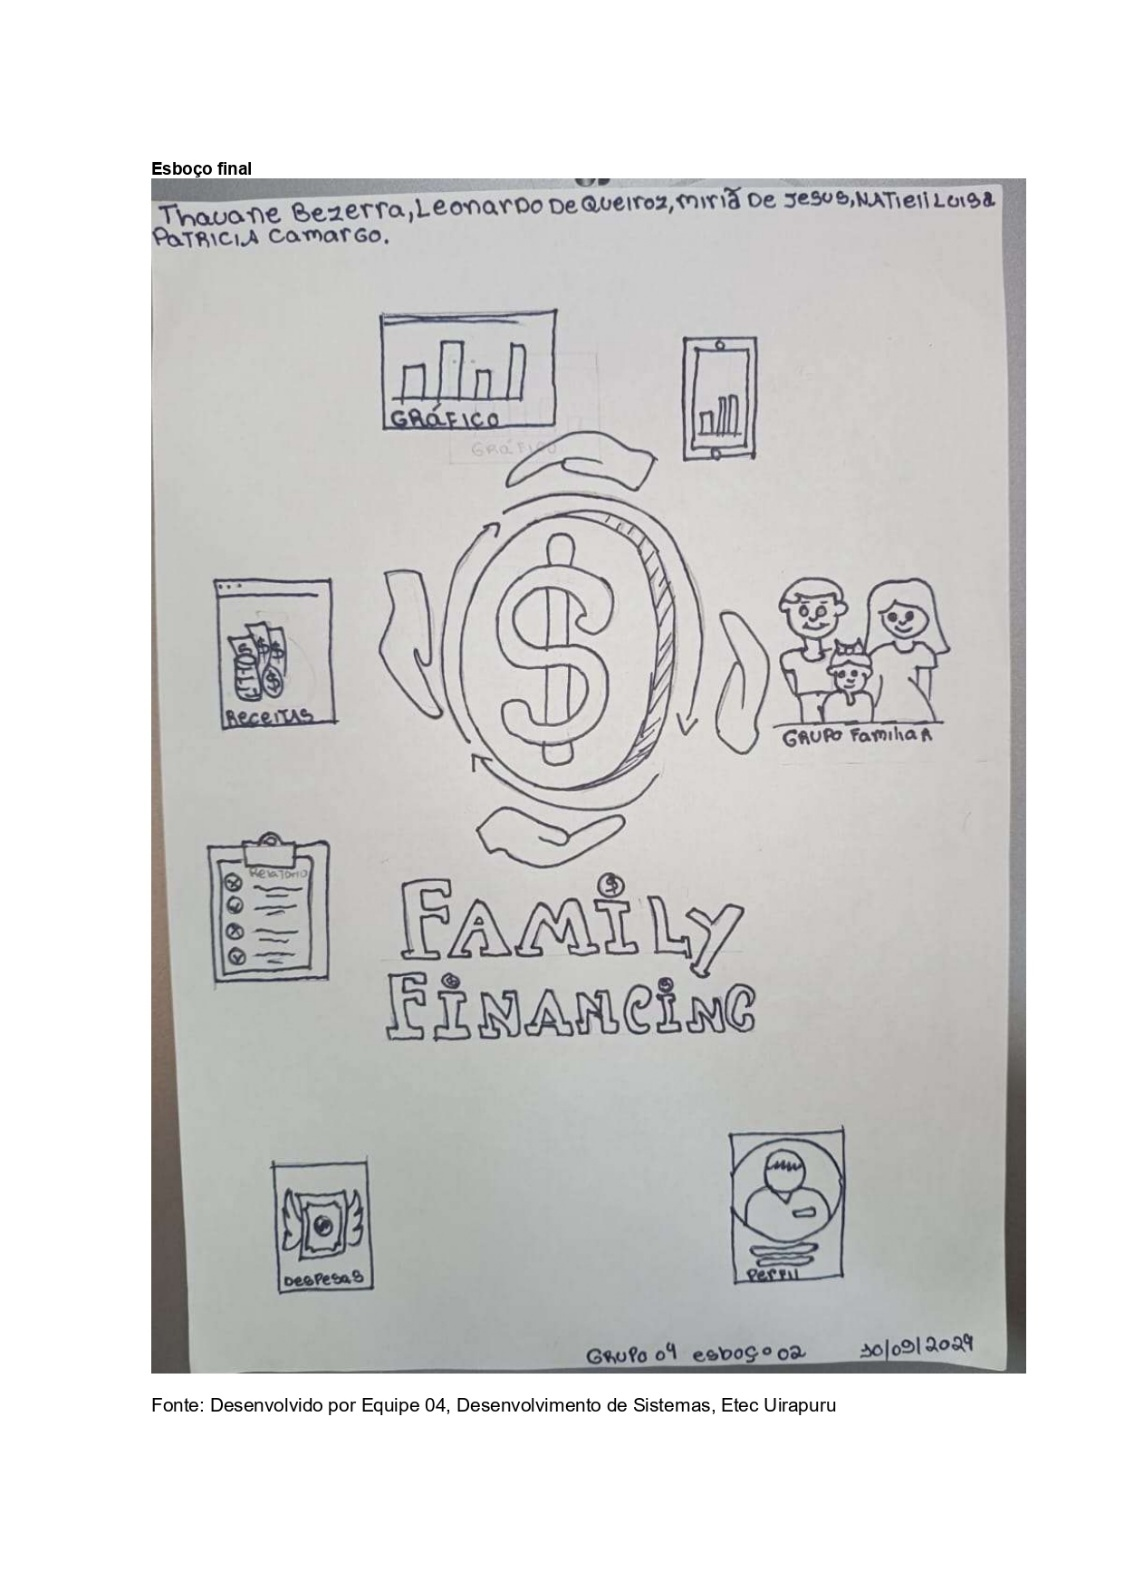 Esboço final
Thauane Bezerra, Leonardo De Queiroz, miriã De Jesus, NATieli Luisa
PaTRICIA CamarGo.
GRÁFICO
GRÁFICO
$
RECEITAS
GRUPO FamiliaR
Relatório
FAMiLY
FiNANCiNG
DesPesas
PeRFil
GRUPO 04 esboço 02 30/09/2024
Fonte: Desenvolvido por Equipe 04, Desenvolvimento de Sistemas, Etec Uirapuru